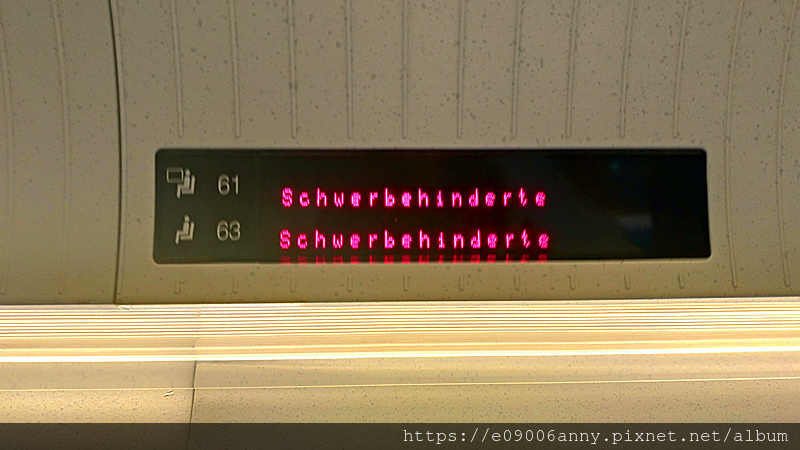 61 Schwerbehinderte
63 Schwerbehinderte
https://e09006anny.pixnet.net/album